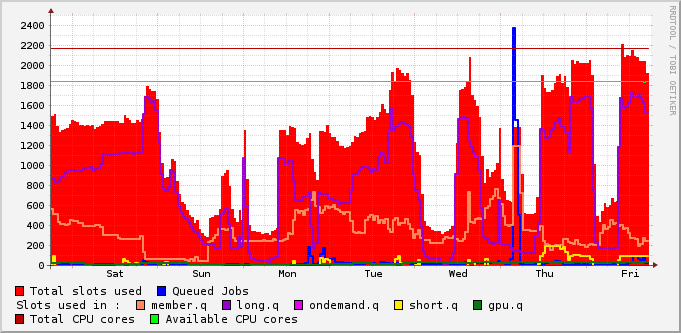 RRDTOOL / TOBI OETIKER
2400
2200
2000
1800
1600
1400
1200
1000
800
600
400
200
0
Sat Sun Mon Tue Wed Thu Fri
Total slots used Queued Jobs
Slots used in : member.q long.q ondemand.q short.q gpu.q
Total CPU cores Available CPU cores